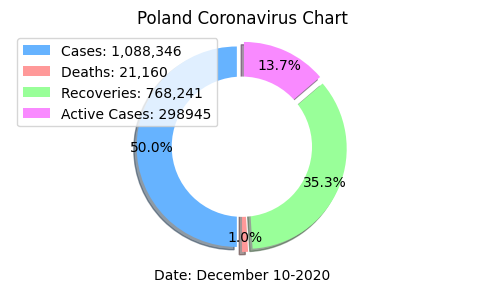 Poland Coronavirus Chart
Cases: 1,088,346
Deaths: 21,160
Recoveries: 768,241
Active Cases: 298945
13.7%
50.0%
35.3%
1.0%
Date: December 10-2020